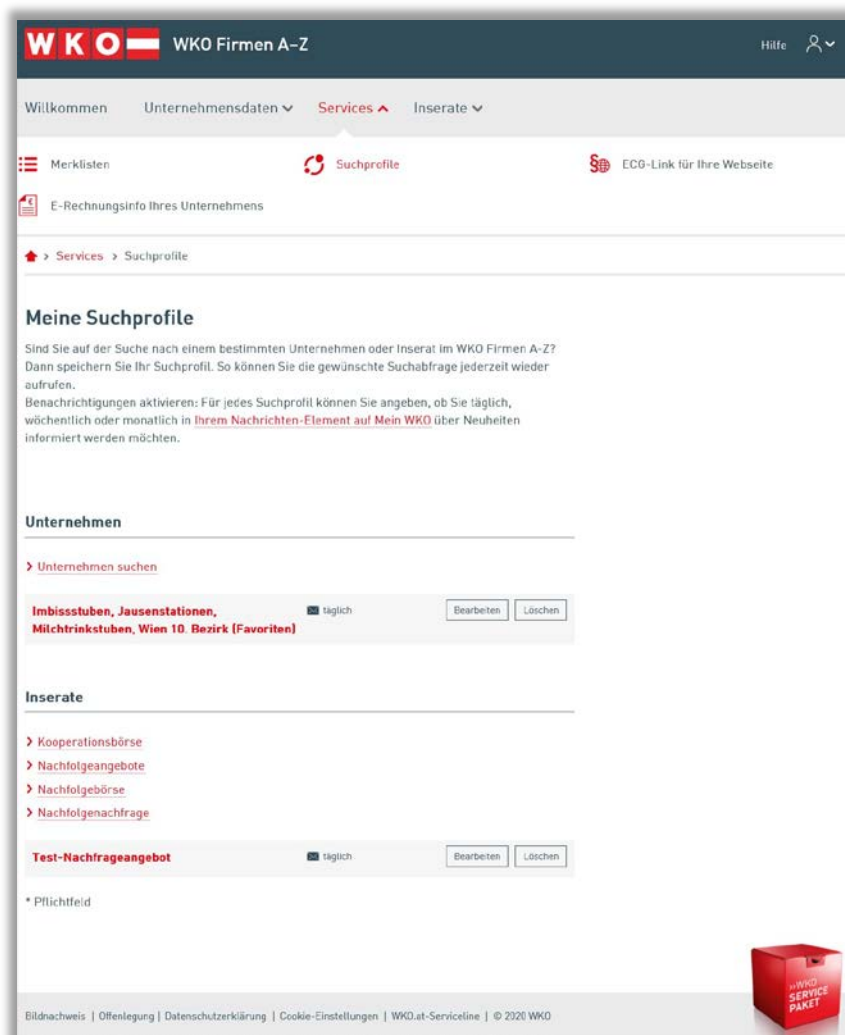 WKO WKO Firmen A–Z Hilfe
Willkommen Unternehmensdaten Services Inserate
Merklisten Suchprofile ECG-Link für Ihre Webseite
E-Rechnungsinfo Ihres Unternehmens
> Services > Suchprofile
Meine Suchprofile
Sind Sie auf der Suche nach einem bestimmten Unternehmen oder Inserat im WKO Firmen A-Z?
Dann speichern Sie Ihr Suchprofil. So können Sie die gewünschte Suchabfrage jederzeit wieder
aufrufen.
Benachrichtigungen aktivieren: Für jedes Suchprofil können Sie angeben, ob Sie täglich,
wöchentlich oder monatlich in Ihrem Nachrichten-Element auf Mein WKO über Neuheiten
informiert werden möchten.
Unternehmen
> Unternehmen suchen
Imbissstuben, Jausenstationen, täglich Bearbeiten Löschen
Milchtrinkstuben, Wien 10. Bezirk (Favoriten)
Inserate
> Kooperationsbörse
> Nachfolgeangebote
> Nachfolgebörse
> Nachfolgenachfrage
Test-Nachfrageangebot täglich Bearbeiten Löschen
* Pflichtfeld
»WKO
SERVICE
PAKET
Bildnachweis | Offenlegung | Datenschutzerklärung | Cookie-Einstellungen | WKO.at-Serviceline | © 2020 WKO